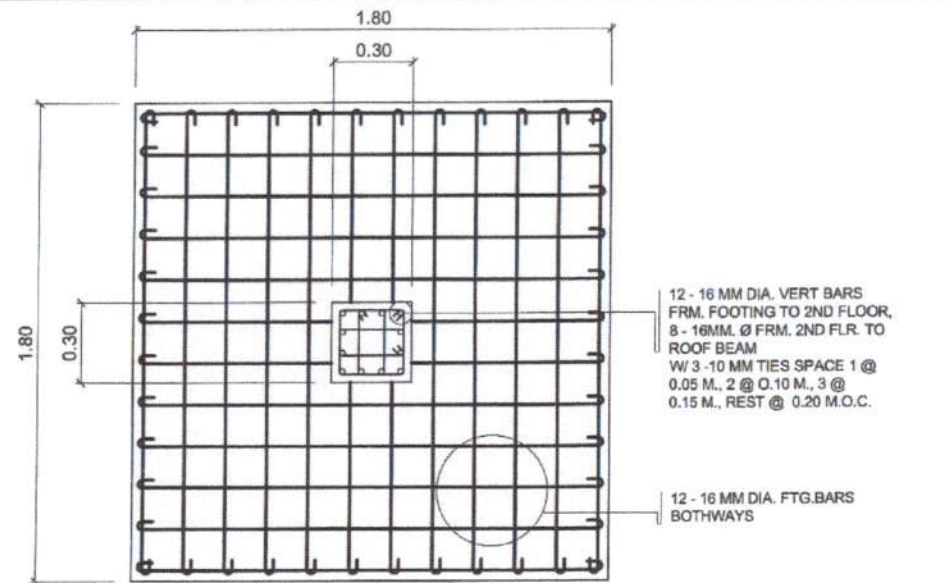 1.80
0.30
1.80
0.30
12 - 16 MM DIA. VERT BARS
FRM. FOOTING TO 2ND FLOOR,
8 - 16MM. Ø FRM. 2ND FLR. TO
ROOF BEAM
W/ 3 -10 MM TIES SPACE 1 @
0.05 M., 2 @ O.10 M., 3 @
0.15 M., REST @ 0.20 M.O.C.
12 - 16 MM DIA. FTG.BARS
BOTHWAYS